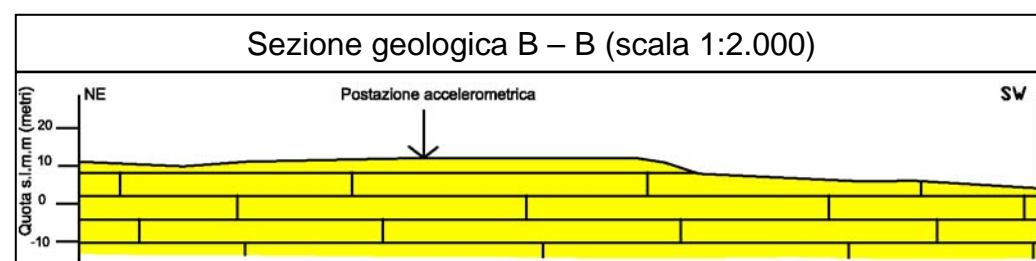 Sezione geologica B – B (scala 1:2.000)
NE
Postazione accelerometrica
SW
Quota s.l.m.m (metri)
20
10
0
-10